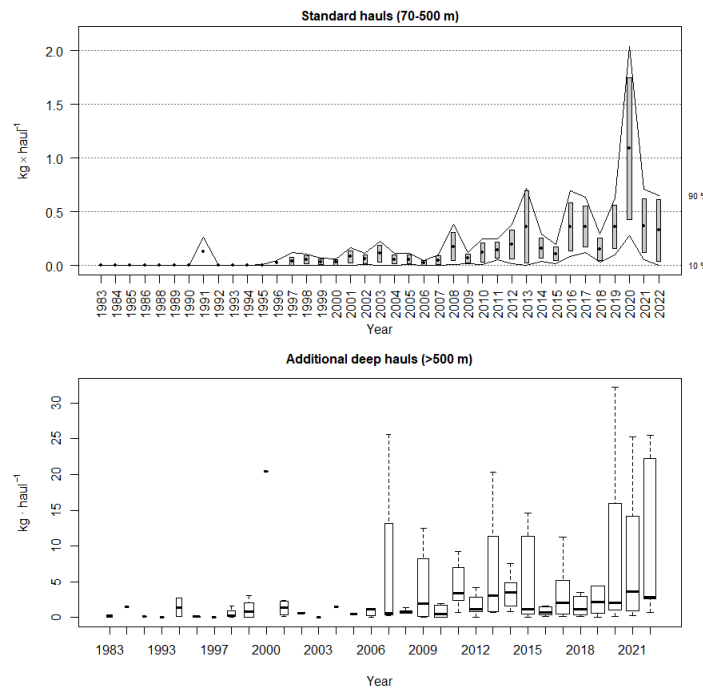 Standard hauls (70-500 m)
kg × haul⁻¹
2.0
1.5
1.0
0.5
0.0
90 %
10 %
1983 1984 1985 1986 1988 1989 1990 1991 1992 1993 1994 1995 1996 1997 1998 1999 2000 2001 2002 2003 2004 2005 2006 2007 2008 2009 2010 2011 2012 2013 2014 2015 2016 2017 2018 2019 2020 2021 2022
Year
Additional deep hauls (>500 m)
kg · haul⁻¹
30
25
20
15
10
5
0
1983 1993 1997 2000 2003 2006 2009 2012 2015 2018 2021
Year